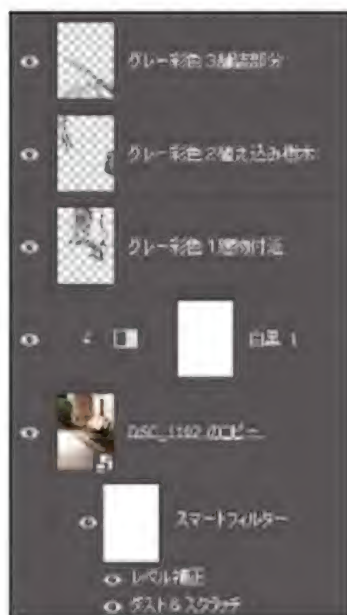 グレー彩色 3舗装部分
グレー彩色 2植え込み樹木
グレー彩色 1建物付近
白黒 1
DSC_1162 のコピー
スマートフィルター
レベル補正
ダスト&スクラッチ